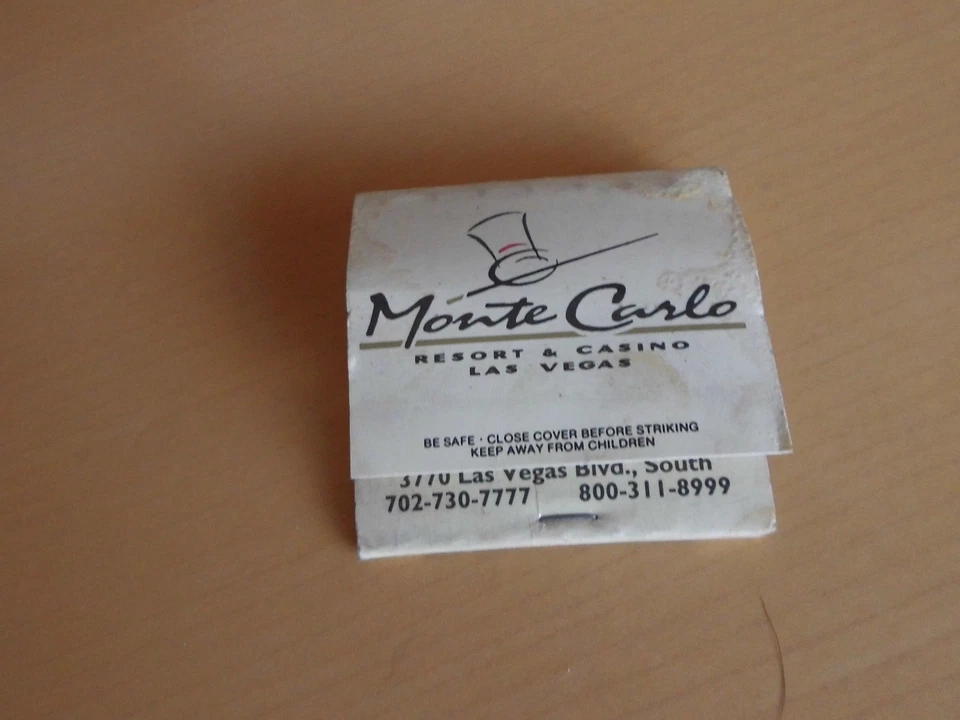 Monte Carlo
RESORT & CASINO
LAS VEGAS
BE SAFE · CLOSE COVER BEFORE STRIKING
KEEP AWAY FROM CHILDREN
3770 Las Vegas Blvd., South
702-730-7777 800-311-8999